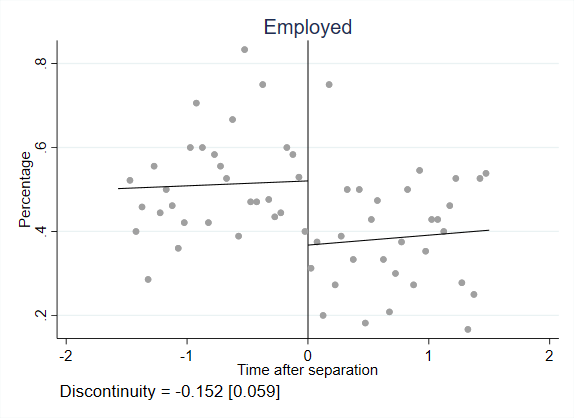 Employed
Percentage
.8
.6
.4
.2
-2
-1
0
1
2
Time after separation
Discontinuity = -0.152 [0.059]